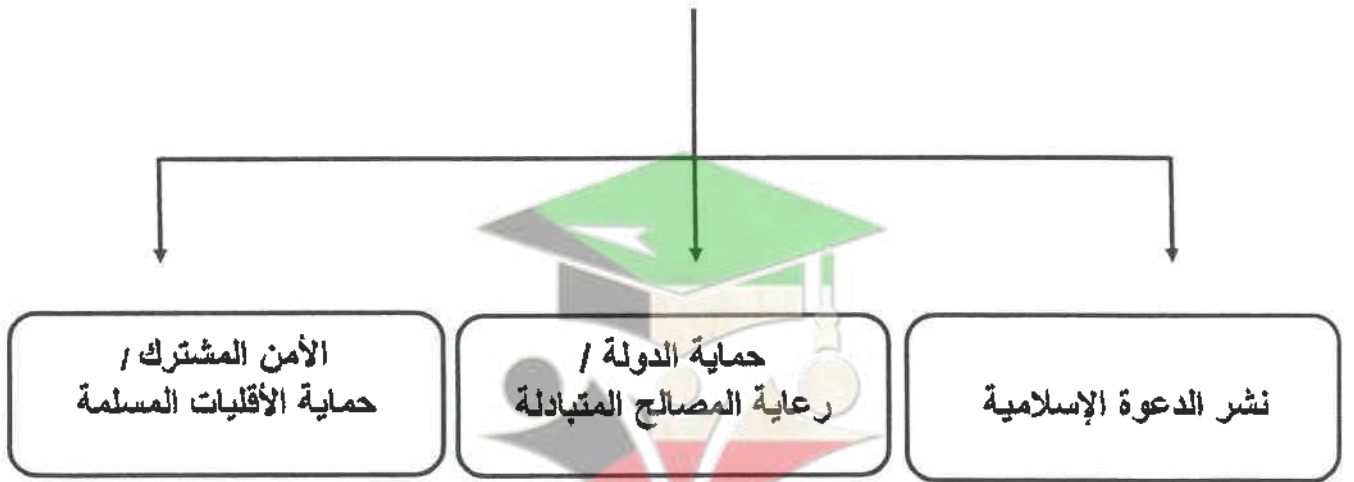 نشر الدعوة الإسلامية
حماية الدولة /
رعاية المصالح المتبادلة
الأمن المشترك /
حماية الأقليات المسلمة